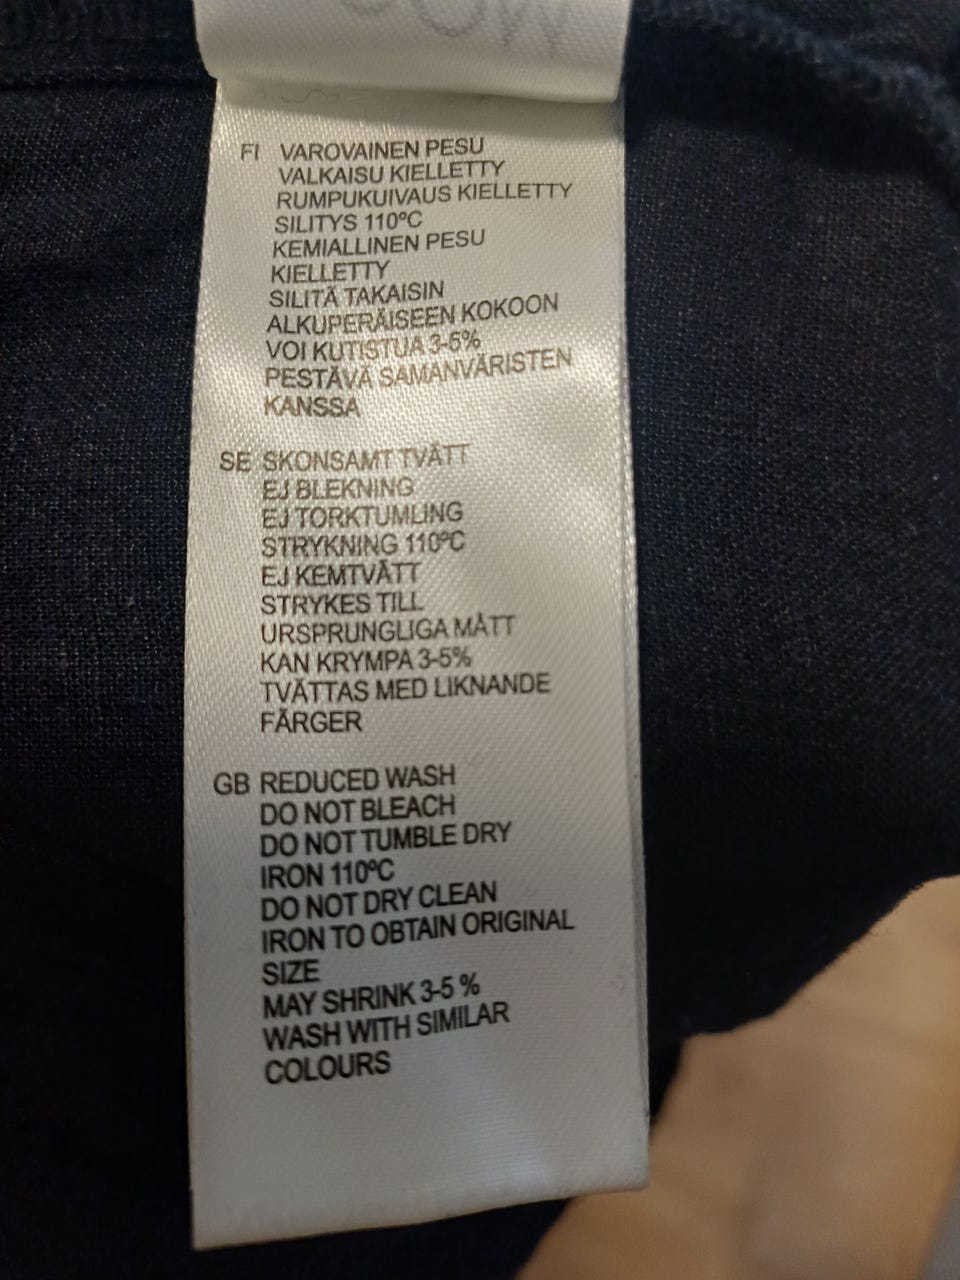 FI VAROVAINEN PESU
VALKAISU KIELLETTY
RUMPUKUIVAUS KIELLETTY
SILITYS 110ºC
KEMIALLINEN PESU
KIELLETTY
SILITÄ TAKAISIN
ALKUPERÄISEEN KOKOON
VOI KUTISTUA 3-5%
PESTÄVÄ SAMANVÄRISTEN
KANSSA
SE SKONSAMT TVÄTT
EJ BLEKNING
EJ TORKTUMLING
STRYKNING 110ºC
EJ KEMTVÄTT
STRYKES TILL
URSPRUNGLIGA MÅTT
KAN KRYMPA 3-5%
TVÄTTAS MED LIKNANDE
FÄRGER
GB REDUCED WASH
DO NOT BLEACH
DO NOT TUMBLE DRY
IRON 110ºC
DO NOT DRY CLEAN
IRON TO OBTAIN ORIGINAL
SIZE
MAY SHRINK 3-5 %
WASH WITH SIMILAR
COLOURS